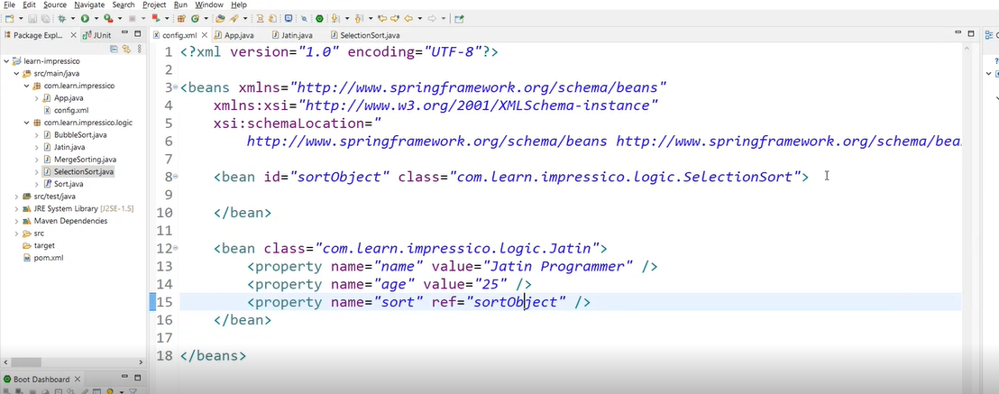 File Edit Source Navigate Search Project Run Window Help
Package Expl... JUnit
learn-impressico
src/main/java
com.learn.impressico
App.java
config.xml
com.learn.impressico.logic
BubbleSort.java
Jatin.java
MergeSorting.java
SelectionSort.java
Sort.java
src/test/java
JRE System Library [J2SE-1.5]
Maven Dependencies
src
target
pom.xml
Boot Dashboard
config.xml App.java Jatin.java SelectionSort.java
1 <?xml version="1.0" encoding="UTF-8"?>
2
3 <beans xmlns="http://www.springframework.org/schema/beans"
4 xmlns:xsi="http://www.w3.org/2001/XMLSchema-instance"
5 xsi:schemaLocation="
6 http://www.springframework.org/schema/beans http://www.springframework.org/schema/bea
7
8 <bean id="sortObject" class="com.learn.impressico.logic.SelectionSort">
9
10 </bean>
11
12 <bean class="com.learn.impressico.logic.Jatin">
13 <property name="name" value="Jatin Programmer" />
14 <property name="age" value="25" />
15 <property name="sort" ref="sortObject" />
16 </bean>
17
18 </beans>